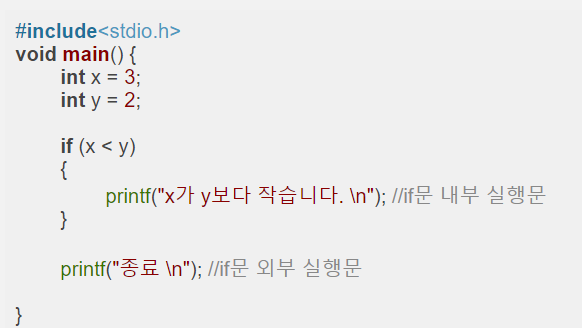 #include<stdio.h>
void main() {
int x = 3;
int y = 2;
if (x < y)
{
printf("x가 y보다 작습니다. \n"); //if문 내부 실행문
}
printf("종료 \n"); //if문 외부 실행문
}